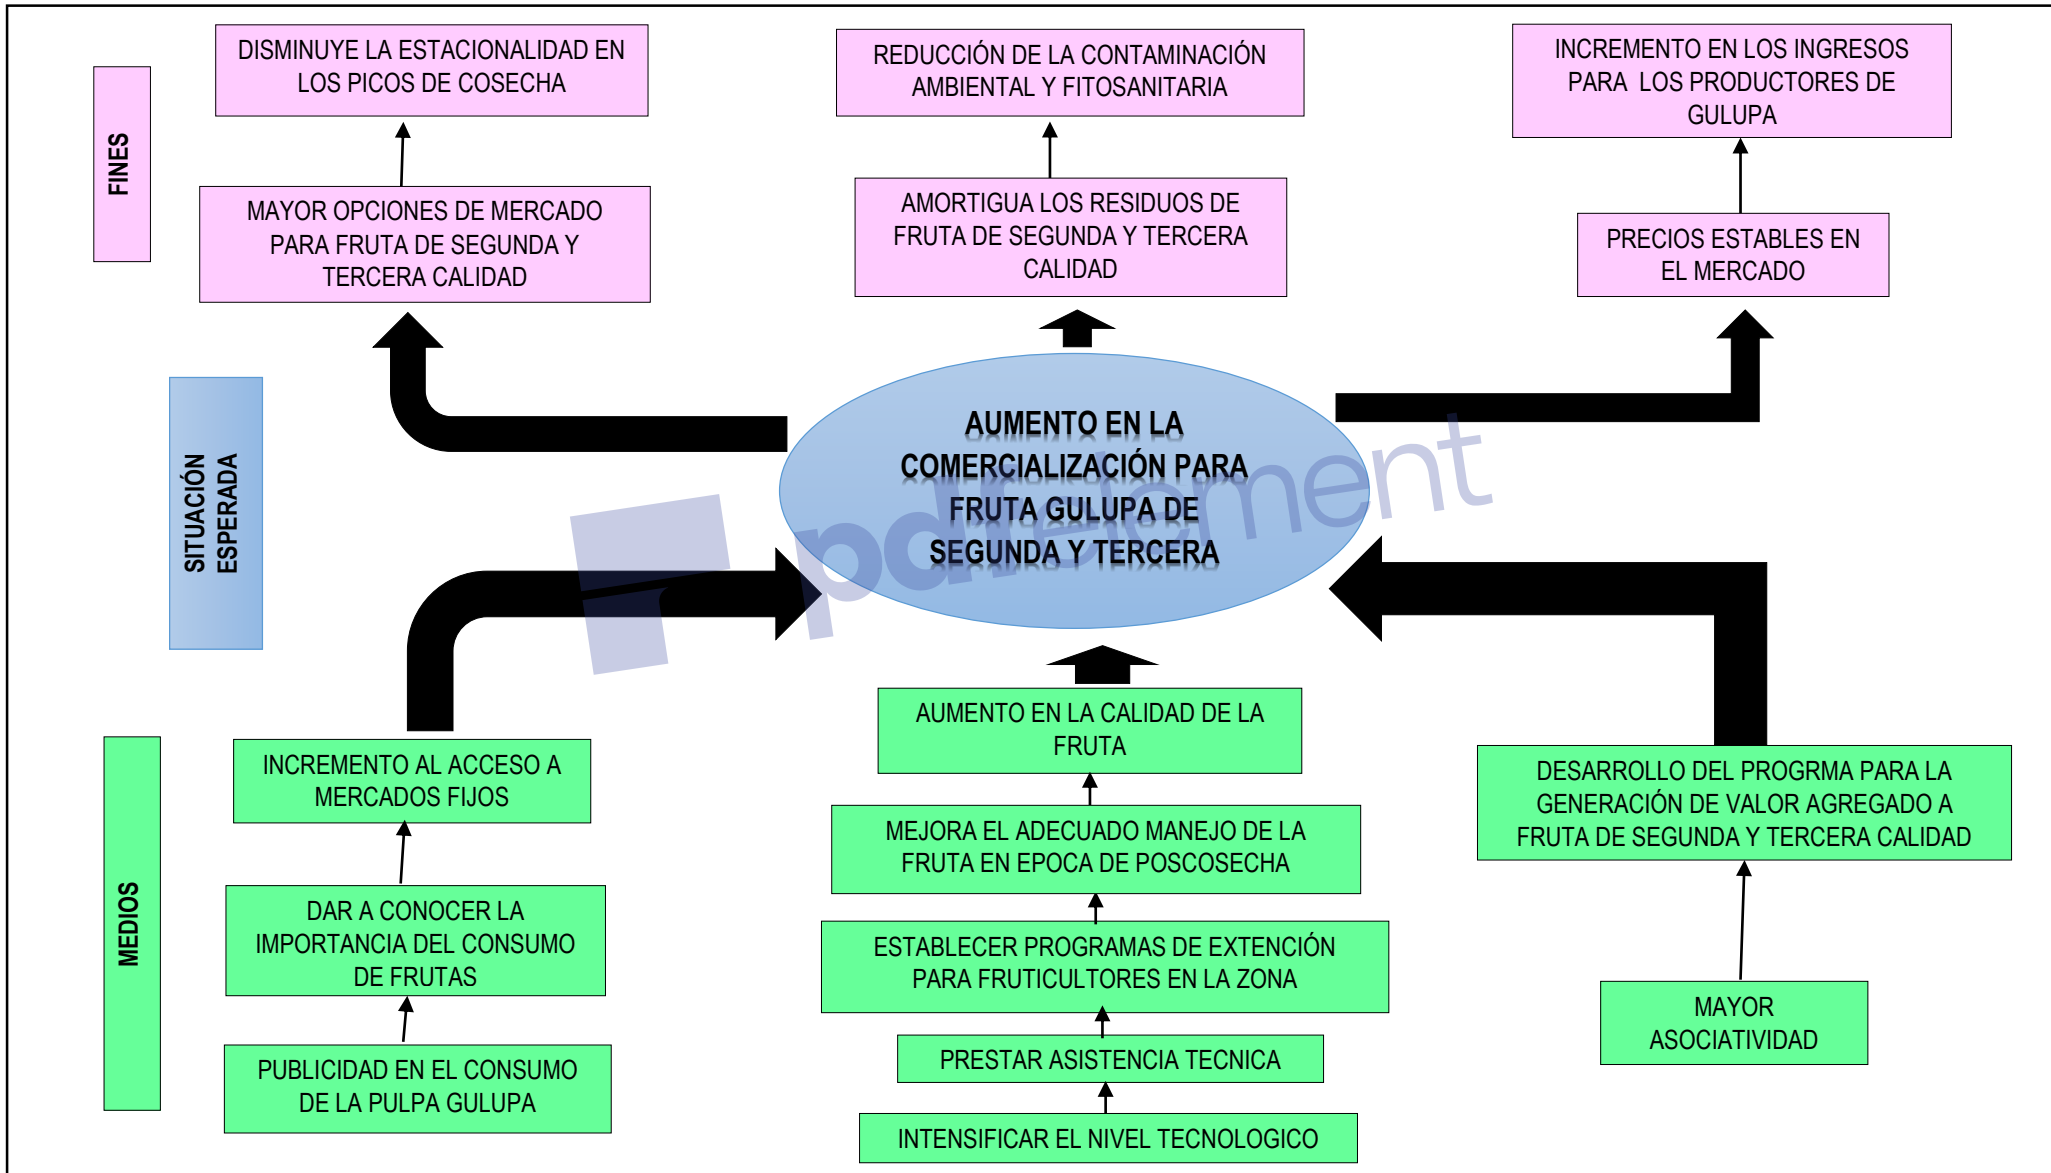 DISMINUYE LA ESTACIONALIDAD EN
LOS PICOS DE COSECHA
REDUCCIÓN DE LA CONTAMINACIÓN
AMBIENTAL Y FITOSANITARIA
INCREMENTO EN LOS INGRESOS
PARA LOS PRODUCTORES DE
GULUPA
FINES
MAYOR OPCIONES DE MERCADO
PARA FRUTA DE SEGUNDA Y
TERCERA CALIDAD
AMORTIGUA LOS RESIDUOS DE
FRUTA DE SEGUNDA Y TERCERA
CALIDAD
PRECIOS ESTABLES EN
EL MERCADO
SITUACIÓN
ESPERADA
AUMENTO EN LA
COMERCIALIZACIÓN PARA
FRUTA GULUPA DE
SEGUNDA Y TERCERA
pdfelement
MEDIOS
INCREMENTO AL ACCESO A
MERCADOS FIJOS
DAR A CONOCER LA
IMPORTANCIA DEL CONSUMO
DE FRUTAS
PUBLICIDAD EN EL CONSUMO
DE LA PULPA GULUPA
AUMENTO EN LA CALIDAD DE LA
FRUTA
MEJORA EL ADECUADO MANEJO DE LA
FRUTA EN EPOCA DE POSCOSECHA
ESTABLECER PROGRAMAS DE EXTENCIÓN
PARA FRUTICULTORES EN LA ZONA
PRESTAR ASISTENCIA TECNICA
INTENSIFICAR EL NIVEL TECNOLOGICO
DESARROLLO DEL PROGRMA PARA LA
GENERACIÓN DE VALOR AGREGADO A
FRUTA DE SEGUNDA Y TERCERA CALIDAD
MAYOR
ASOCIATIVIDAD